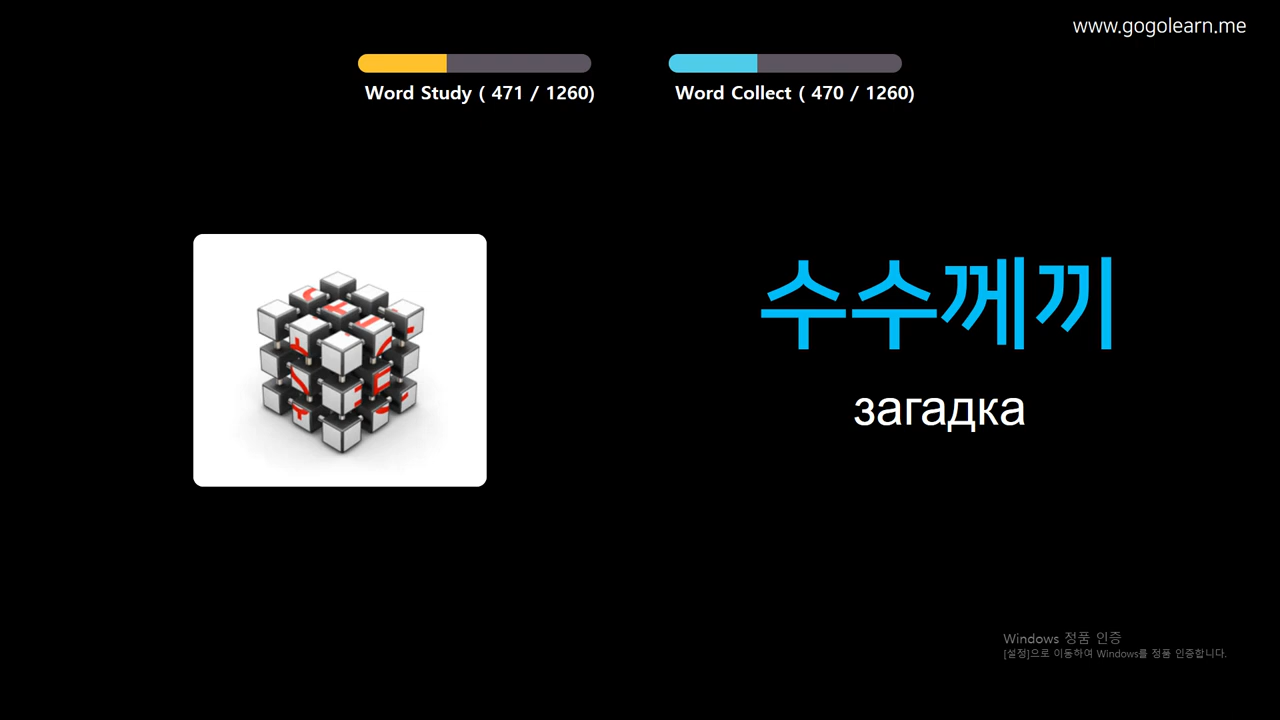 www.gogolearn.me
Word Study ( 471 / 1260)
Word Collect ( 470 / 1260)
수수께끼
загадка
Windows 정품 인증
[설정]으로 이동하여 Windows를 정품 인증합니다.